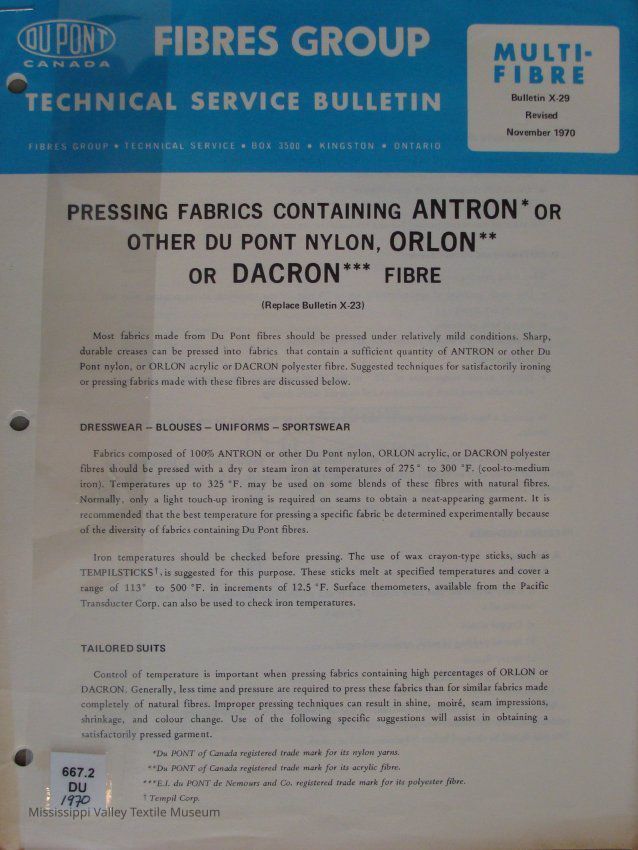 DU PONT
CANADA
FIBRES GROUP
TECHNICAL SERVICE BULLETIN
FIBRES GROUP • TECHNICAL SERVICE • BOX 3500 • KINGSTON • ONTARIO
MULTI-
FIBRE
Bulletin X-29
Revised
November 1970
PRESSING FABRICS CONTAINING ANTRON* OR
OTHER DU PONT NYLON, ORLON**
OR DACRON*** FIBRE
(Replace Bulletin X-23)
Most fabrics made from Du Pont fibres should be pressed under relatively mild conditions. Sharp,
durable creases can be pressed into fabrics that contain a sufficient quantity of ANTRON or other Du
Pont nylon, or ORLON acrylic or DACRON polyester fibre. Suggested techniques for satisfactorily ironing
or pressing fabrics made with these fibres are discussed below.
DRESSWEAR – BLOUSES – UNIFORMS – SPORTSWEAR
Fabrics composed of 100% ANTRON or other Du Pont nylon, ORLON acrylic, or DACRON polyester
fibres should be pressed with a dry or steam iron at temperatures of 275° to 300 °F. (cool-to-medium
iron). Temperatures up to 325 °F. may be used on some blends of these fibres with natural fibres.
Normally, only a light touch-up ironing is required on seams to obtain a neat-appearing garment. It is
recommended that the best temperature for pressing a specific fabric be determined experimentally because
of the diversity of fabrics containing Du Pont fibres.
Iron temperatures should be checked before pressing. The use of wax crayon-type sticks, such as
TEMPILSTICKS†, is suggested for this purpose. These sticks melt at specified temperatures and cover a
range of 113° to 500 °F. in increments of 12.5 °F. Surface themometers, available from the Pacific
Transducter Corp. can also be used to check iron temperatures.
TAILORED SUITS
Control of temperature is important when pressing fabrics containing high percentages of ORLON or
DACRON. Generally, less time and pressure are required to press these fabrics than for similar fabrics made
completely of natural fibres. Improper pressing techniques can result in shine, moiré, seam impressions,
shrinkage, and colour change. Use of the following specific suggestions will assist in obtaining a
satisfactorily pressed garment.
*Du PONT of Canada registered trade mark for its nylon yarns.
**Du PONT of Canada registered trade mark for its acrylic fibre.
***E.I. du PONT de Nemours and Co. registered trade mark for its polyester fibre.
† Tempil Corp.
667.2
DU
1970
Mississippi Valley Textile Museum